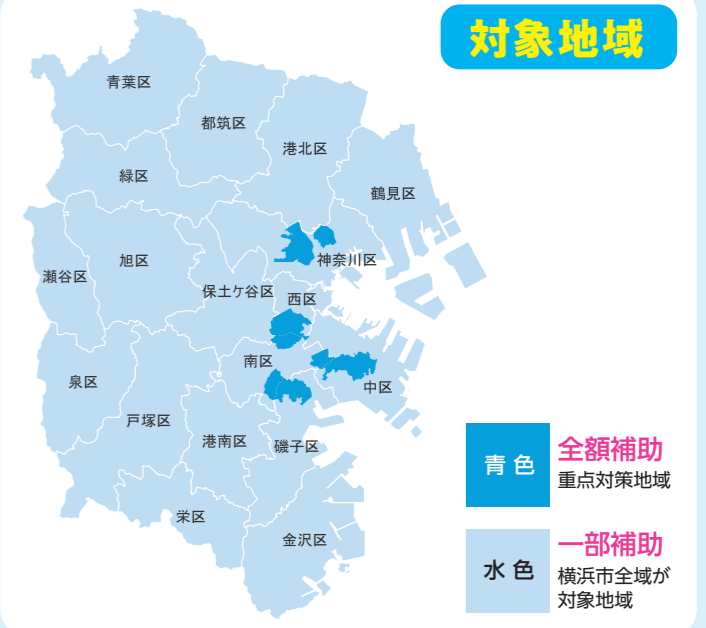 対象地域
青葉区
都筑区
港北区
緑区
鶴見区
旭区
神奈川区
瀬谷区
保土ケ谷区
西区
南区
泉区
中区
戸塚区
港南区
磯子区
栄区
金沢区
青色
全額補助
重点対策地域
水色
一部補助
横浜市全域が
対象地域